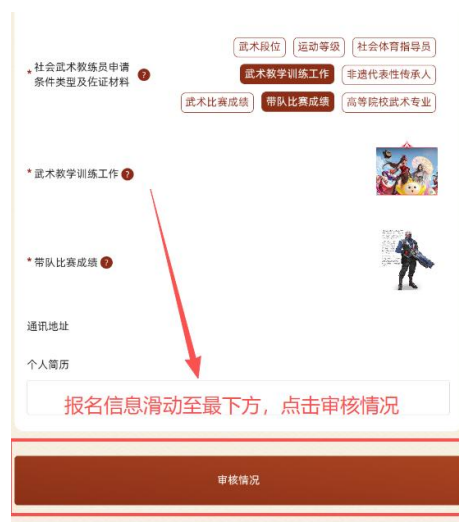 *社会武术教练员申请
条件类型及佐证材料 ?
武术段位 运动等级 社会体育指导员
武术教学训练工作 非遗代表性传承人
武术比赛成绩 带队比赛成绩 高等院校武术专业
*武术教学训练工作 ?
*带队比赛成绩 ?
通讯地址
个人简历
报名信息滑动至最下方，点击审核情况
审核情况